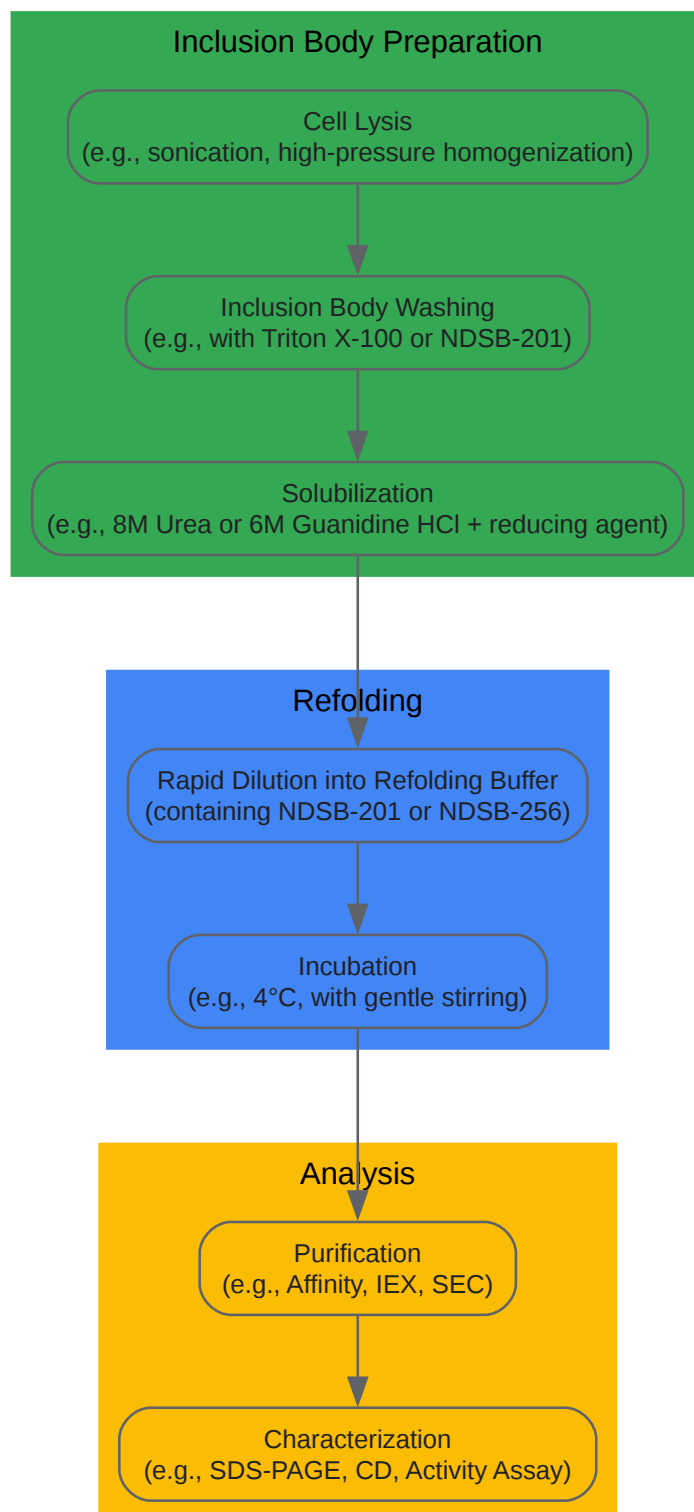 Inclusion Body Preparation
Cell Lysis
(e.g., sonication, high-pressure homogenization)
Inclusion Body Washing
(e.g., with Triton X-100 or NDSB-201)
Solubilization
(e.g., 8M Urea or 6M Guanidine HCl + reducing agent)
Refolding
Rapid Dilution into Refolding Buffer
(containing NDSB-201 or NDSB-256)
Incubation
(e.g., 4°C, with gentle stirring)
Analysis
Purification
(e.g., Affinity, IEX, SEC)
Characterization
(e.g., SDS-PAGE, CD, Activity Assay)